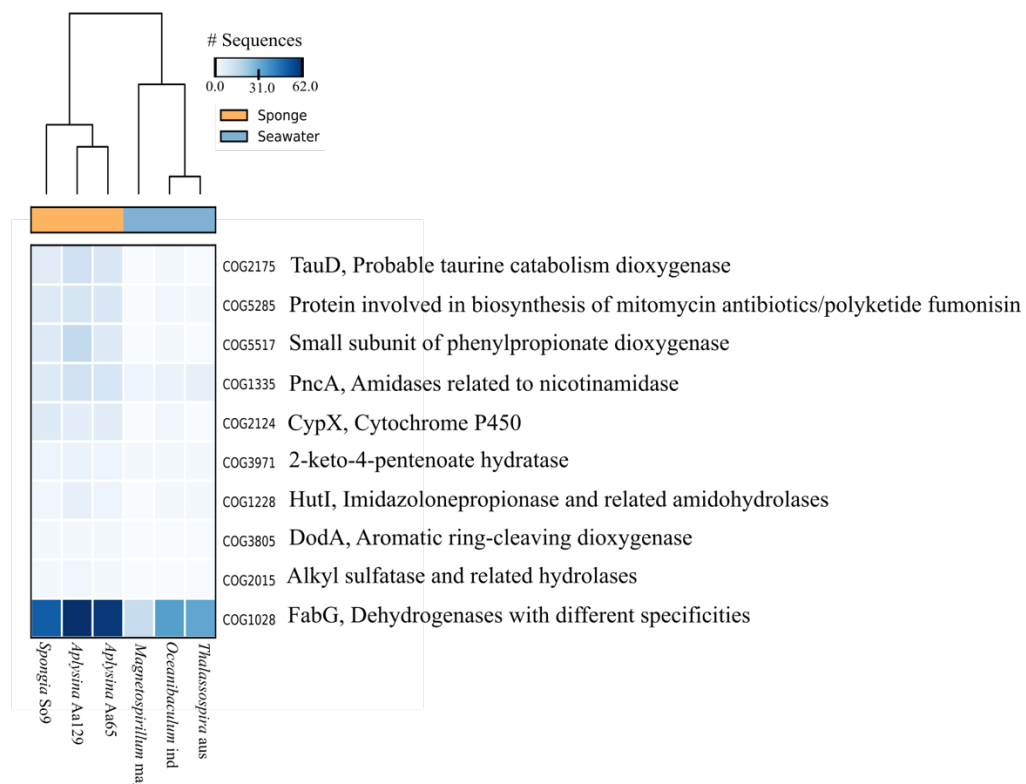 # Sequences
0.0 31.0 62.0
Sponge
Seawater
COG2175 TauD, Probable taurine catabolism dioxygenase
COG5285 Protein involved in biosynthesis of mitomycin antibiotics/polyketide fumonisin
COG5517 Small subunit of phenylpropionate dioxygenase
COG1335 PncA, Amidases related to nicotinamidase
COG2124 CypX, Cytochrome P450
COG3971 2-keto-4-pentenoate hydratase
COG1228 HutI, Imidazolonepropionase and related amidohydrolases
COG3805 DodA, Aromatic ring-cleaving dioxygenase
COG2015 Alkyl sulfatase and related hydrolases
COG1028 FabG, Dehydrogenases with different specificities
Spongia So9
Aplysina Aa129
Aplysina Aa65
Magnetospirillum ma
Oceanibaculum ind
Thalassospira aus